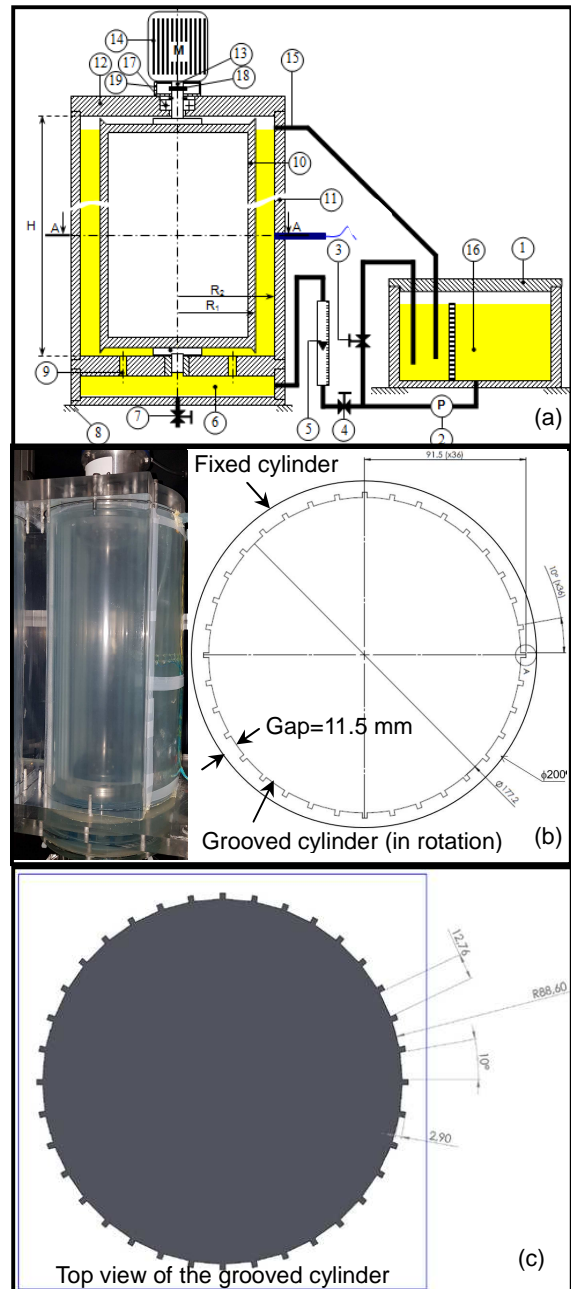 14
M
13
17
18
12
19
15
10
11
H
A
A
3
1
16
R2
R1
P
9
6
7
8
5
4
2
(a)
Fixed cylinder
91.5 (x36)
10° (x36)
A
Gap=11.5 mm
ϕ200
Ø177.2
Grooved cylinder (in rotation)
(b)
12,76
R88,60
10°
2,90
Top view of the grooved cylinder
(c)